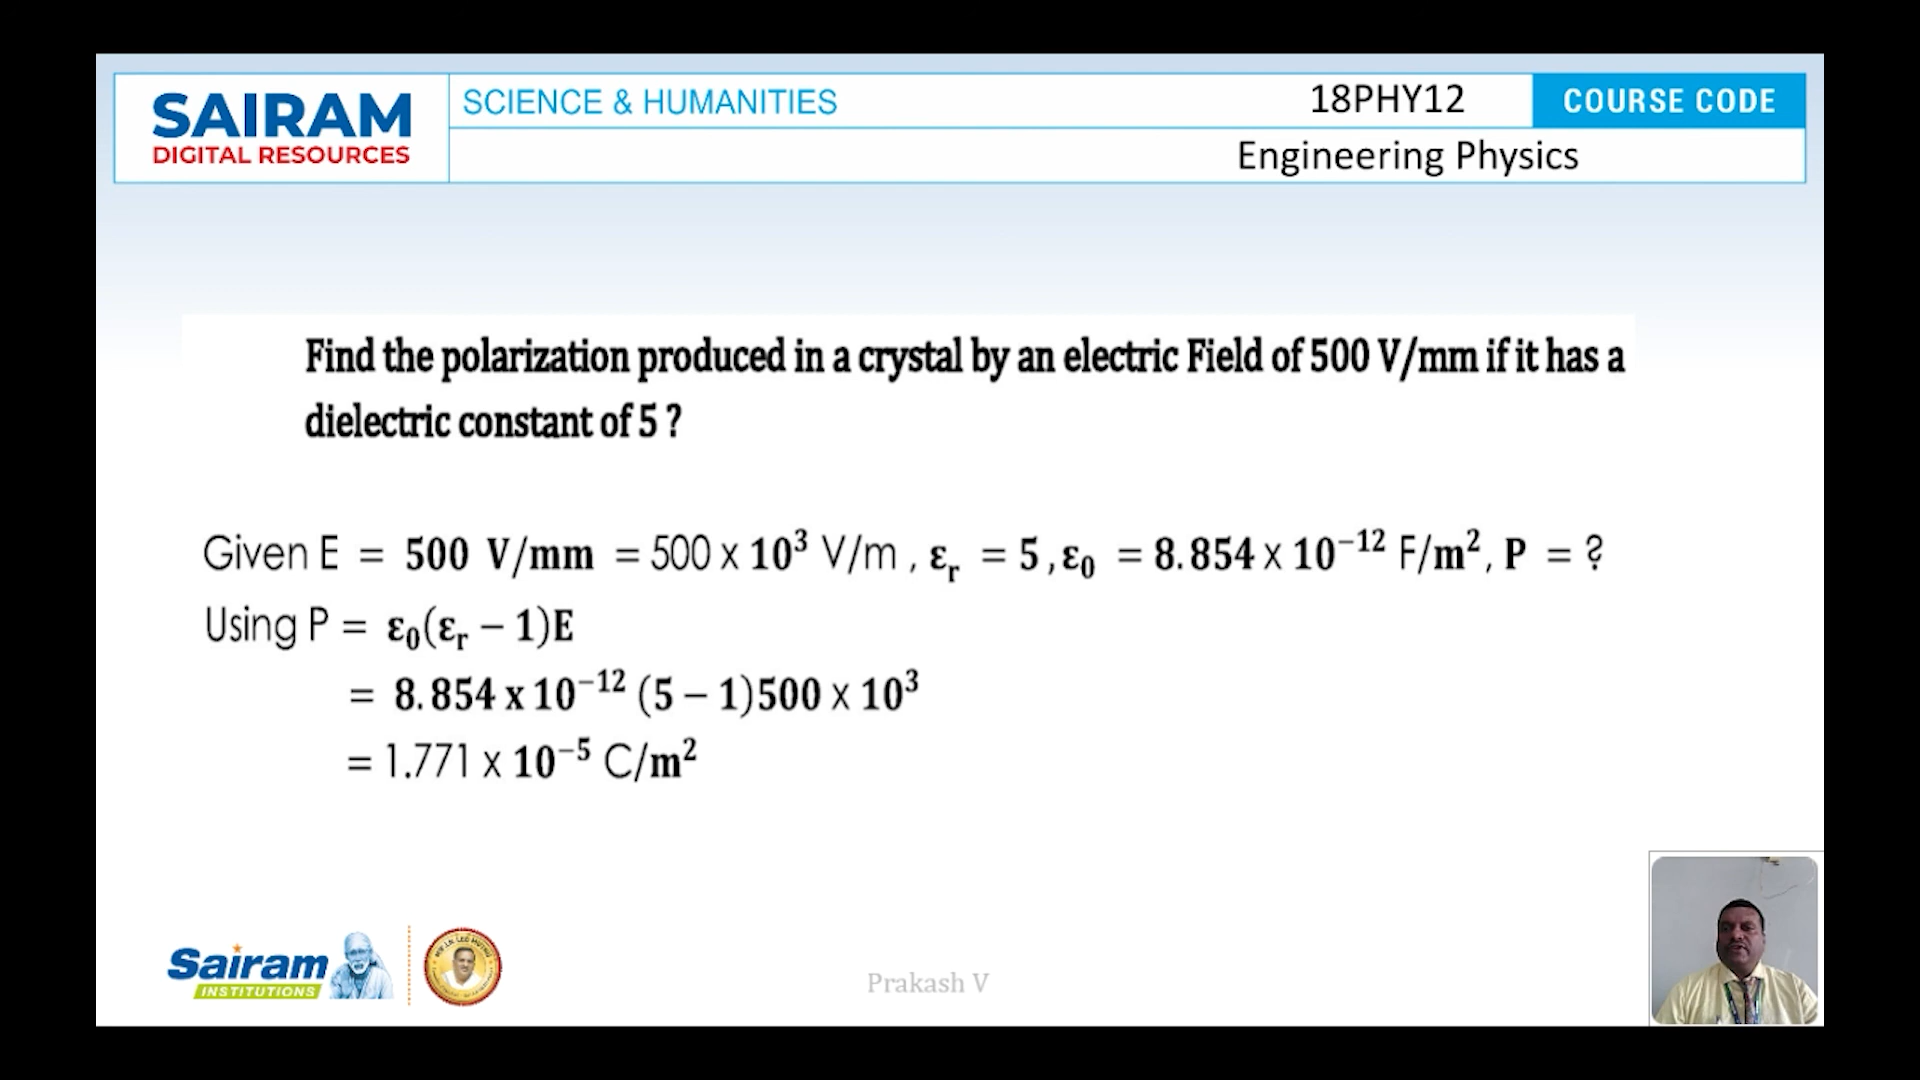 SAIRAM
DIGITAL RESOURCES
SCIENCE & HUMANITIES
18PHY12
COURSE CODE
Engineering Physics
Find the polarization produced in a crystal by an electric Field of 500 V/mm if it has a
dielectric constant of 5 ?
Given E = 500 V/mm = 500 x 10³ V/m , εᵣ = 5 , ε₀ = 8.854 x 10⁻¹² F/m², P = ?
Using P = ε₀(εᵣ − 1)E
= 8.854 x 10⁻¹² (5 − 1)500 x 10³
= 1.771 x 10⁻⁵ C/m²
Sairam
INSTITUTIONS
Prakash V